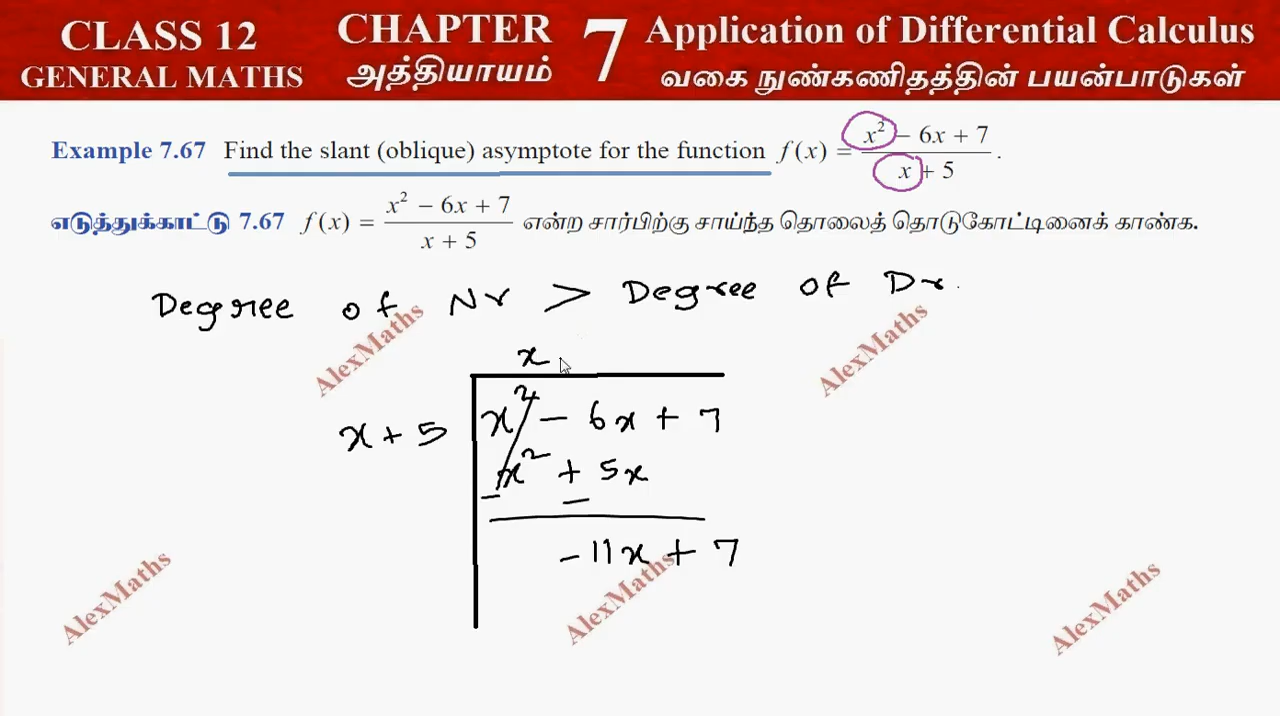 CLASS 12
GENERAL MATHS
CHAPTER 7
அத்தியாயம்
Application of Differential Calculus
வகை நுண்கணிதத்தின் பயன்பாடுகள்
Example 7.67 Find the slant (oblique) asymptote for the function f(x) = (x² − 6x + 7)/(x + 5).
எடுத்துக்காட்டு 7.67 f(x) = (x² − 6x + 7)/(x + 5) என்ற சார்பிற்கு சாய்ந்த தொலைத் தொடுகோட்டினைக் காண்க.
Degree of Nr > Degree of Dr.
AlexMaths AlexMaths
x
x + 5 x² − 6x + 7
x² + 5x
− −
−11x + 7
AlexMaths AlexMaths AlexMaths